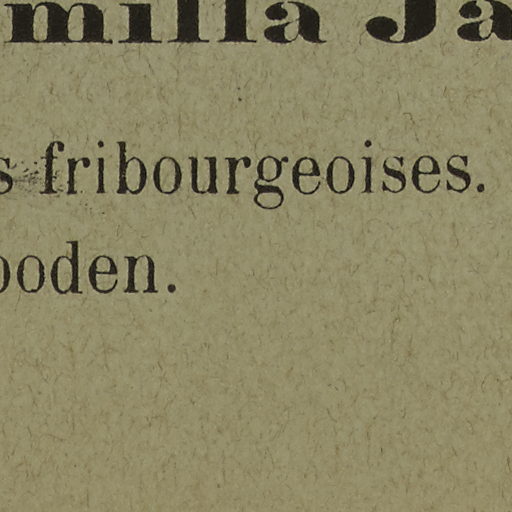 milla Ja
s fribourgeoises.
ooden.